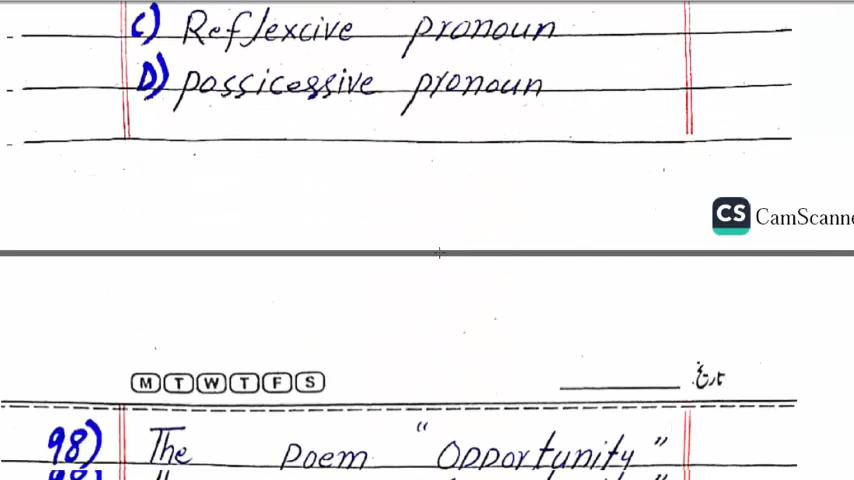 C) Reflexcive pronoun
D) possicessive pronoun
CS CamScanne
M T W T F S تاریخ
98) The poem "Opportunity"